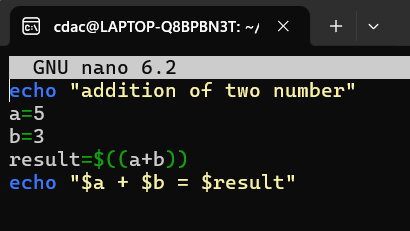 cdac@LAPTOP-Q8BPBN3T: ~/
GNU nano 6.2
echo "addition of two number"
a=5
b=3
result=$((a+b))
echo "$a + $b = $result"